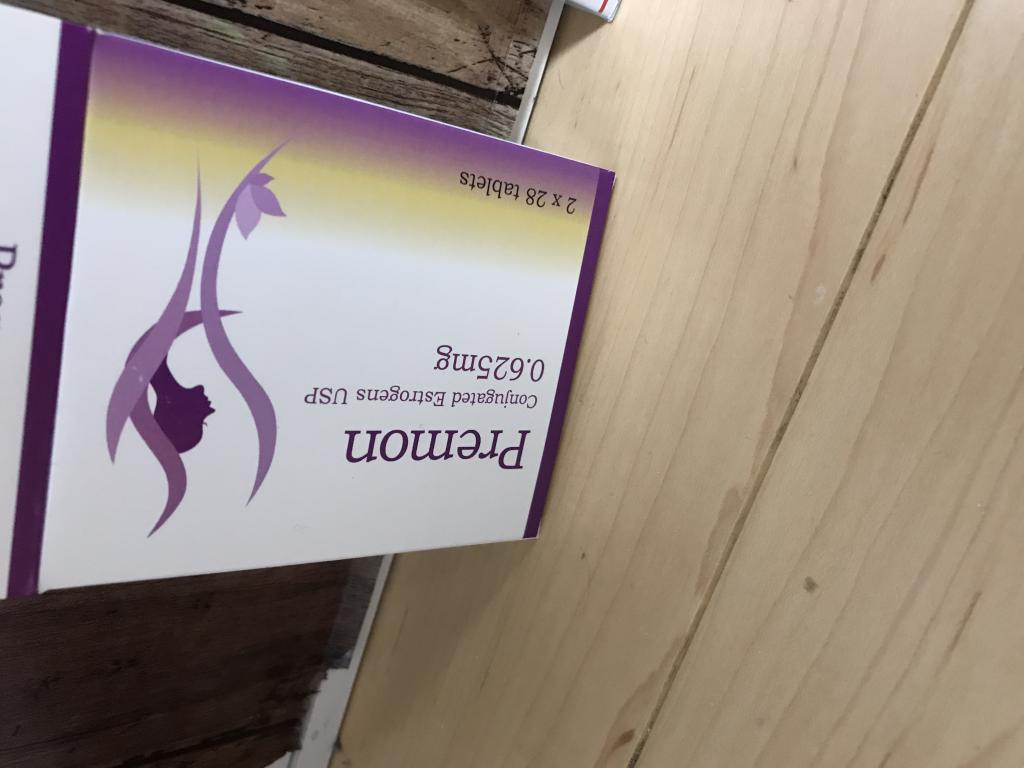 Premon
Conjugated Estrogens USP
0.625mg
2 x 28 tablets